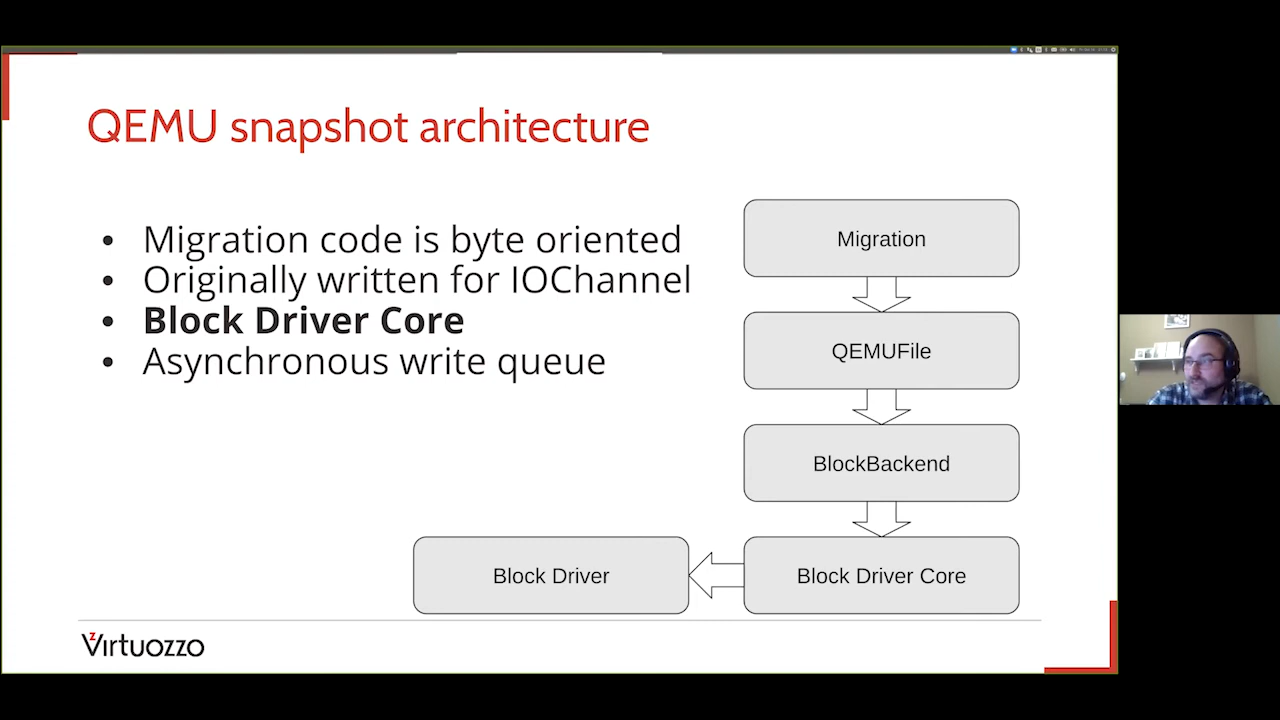 QEMU snapshot architecture
• Migration code is byte oriented
• Originally written for IOChannel
• Block Driver Core
• Asynchronous write queue
Migration
QEMUFile
BlockBackend
Block Driver
Block Driver Core
Virtuozzo